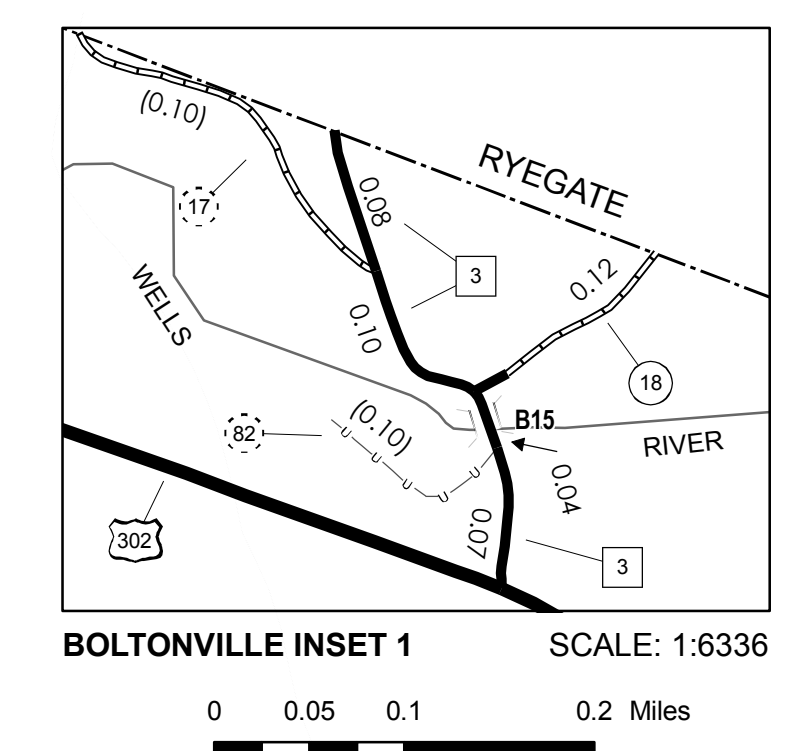 (0.10)
17
RYEGATE
0.08
3
0.12
WELLS
0.10
18
(0.10)
B15
82
RIVER
0.04
302
0.07
3
BOLTONVILLE INSET 1 SCALE: 1:6336
0 0.05 0.1 0.2 Miles